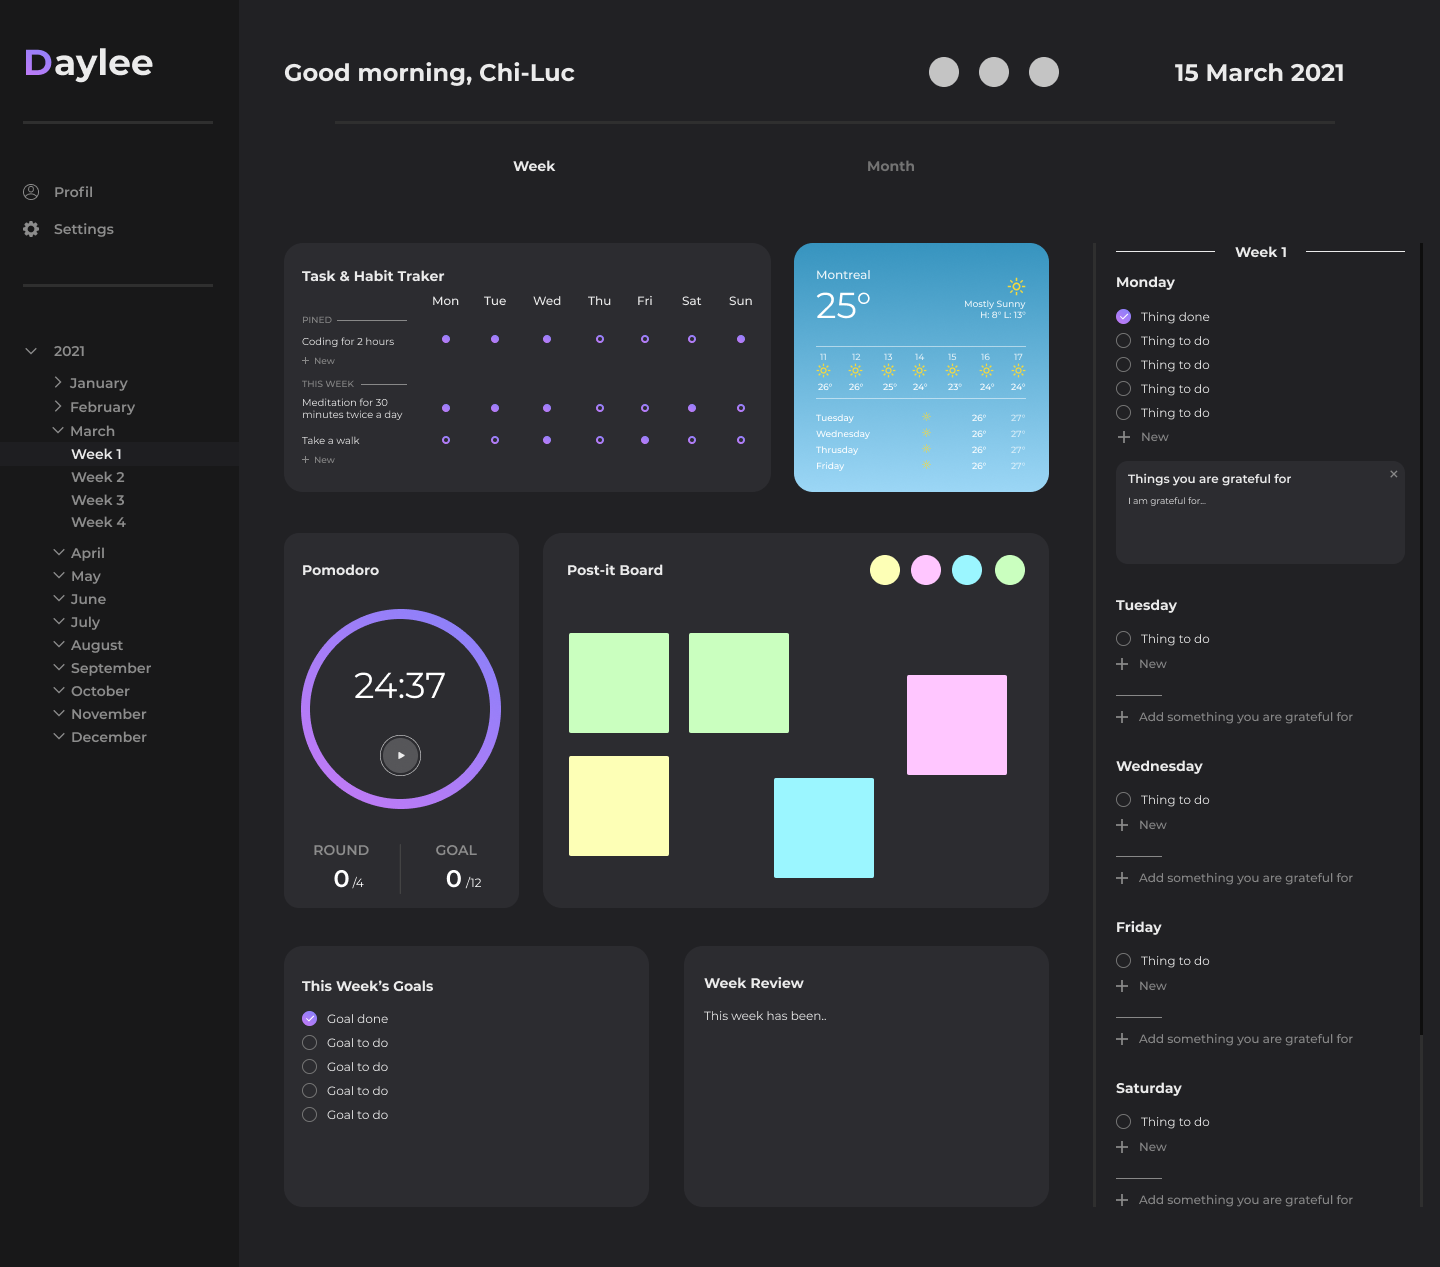 Daylee
Profil
Settings
2021
January
February
March
Week 1
Week 2
Week 3
Week 4
April
May
June
July
August
September
October
November
December
Good morning, Chi-Luc
15 March 2021
Week
Month
Task & Habit Traker
Mon Tue Wed Thu Fri Sat Sun
PINED
Coding for 2 hours
+ New
THIS WEEK
Meditation for 30
minutes twice a day
Take a walk
+ New
Montreal
25°
Mostly Sunny
H: 8° L: 13°
11 12 13 14 15 16 17
26° 26° 25° 24° 23° 24° 24°
Tuesday 26° 27°
Wednesday 26° 27°
Thrusday 26° 27°
Friday 26° 27°
Pomodoro
24:37
ROUND
0 /4
GOAL
0 /12
Post-it Board
This Week's Goals
Goal done
Goal to do
Goal to do
Goal to do
Goal to do
Week Review
This week has been..
Week 1
Monday
Thing done
Thing to do
Thing to do
Thing to do
Thing to do
+ New
Things you are grateful for
I am grateful for...
Tuesday
Thing to do
+ New
+ Add something you are grateful for
Wednesday
Thing to do
+ New
+ Add something you are grateful for
Friday
Thing to do
+ New
+ Add something you are grateful for
Saturday
Thing to do
+ New
+ Add something you are grateful for